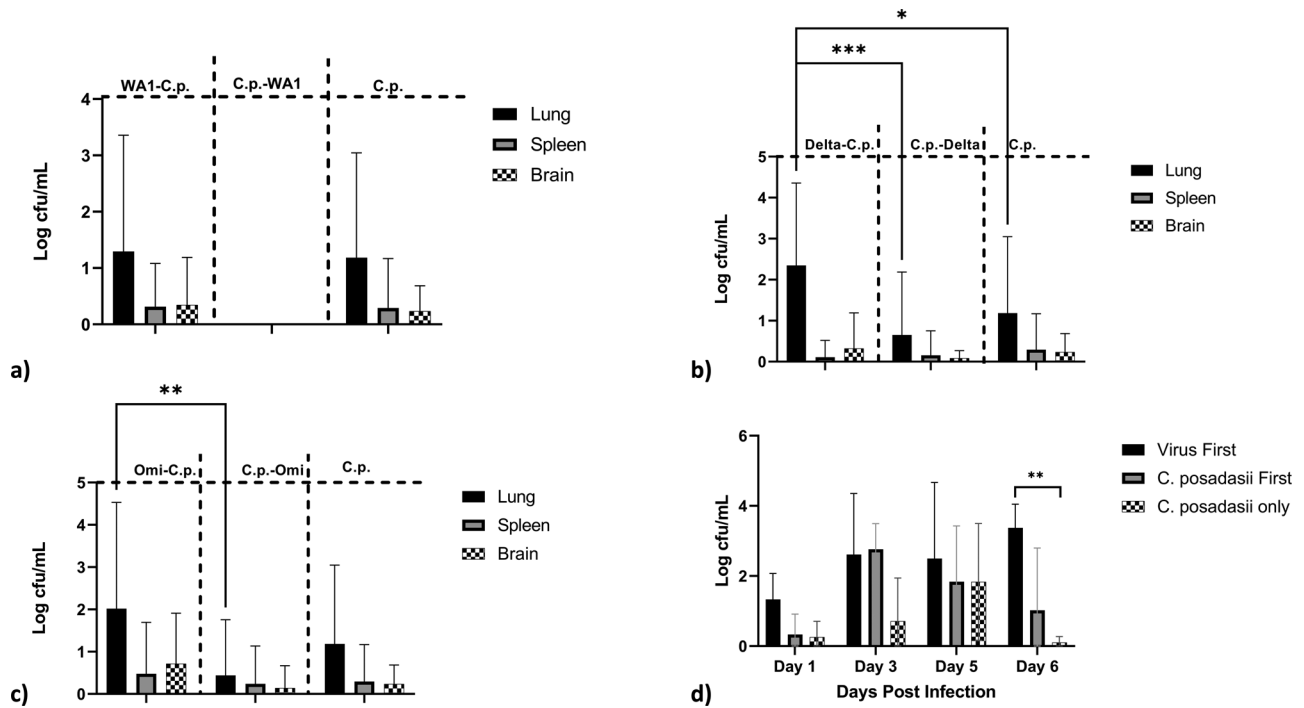 WA1-C.p. C.p.-WA1 C.p.
4
3
2
1
0
Log cfu/mL
Lung
Spleen
Brain
a)
*
***
Delta-C.p. C.p.-Delta C.p.
5
4
3
2
1
0
Log cfu/mL
Lung
Spleen
Brain
b)
**
Omi-C.p. C.p.-Omi C.p.
5
4
3
2
1
0
Log cfu/mL
Lung
Spleen
Brain
c)
6
4
2
0
Log cfu/mL
**
Day 1 Day 3 Day 5 Day 6
Days Post Infection
Virus First
C. posadasii First
C. posadasii only
d)